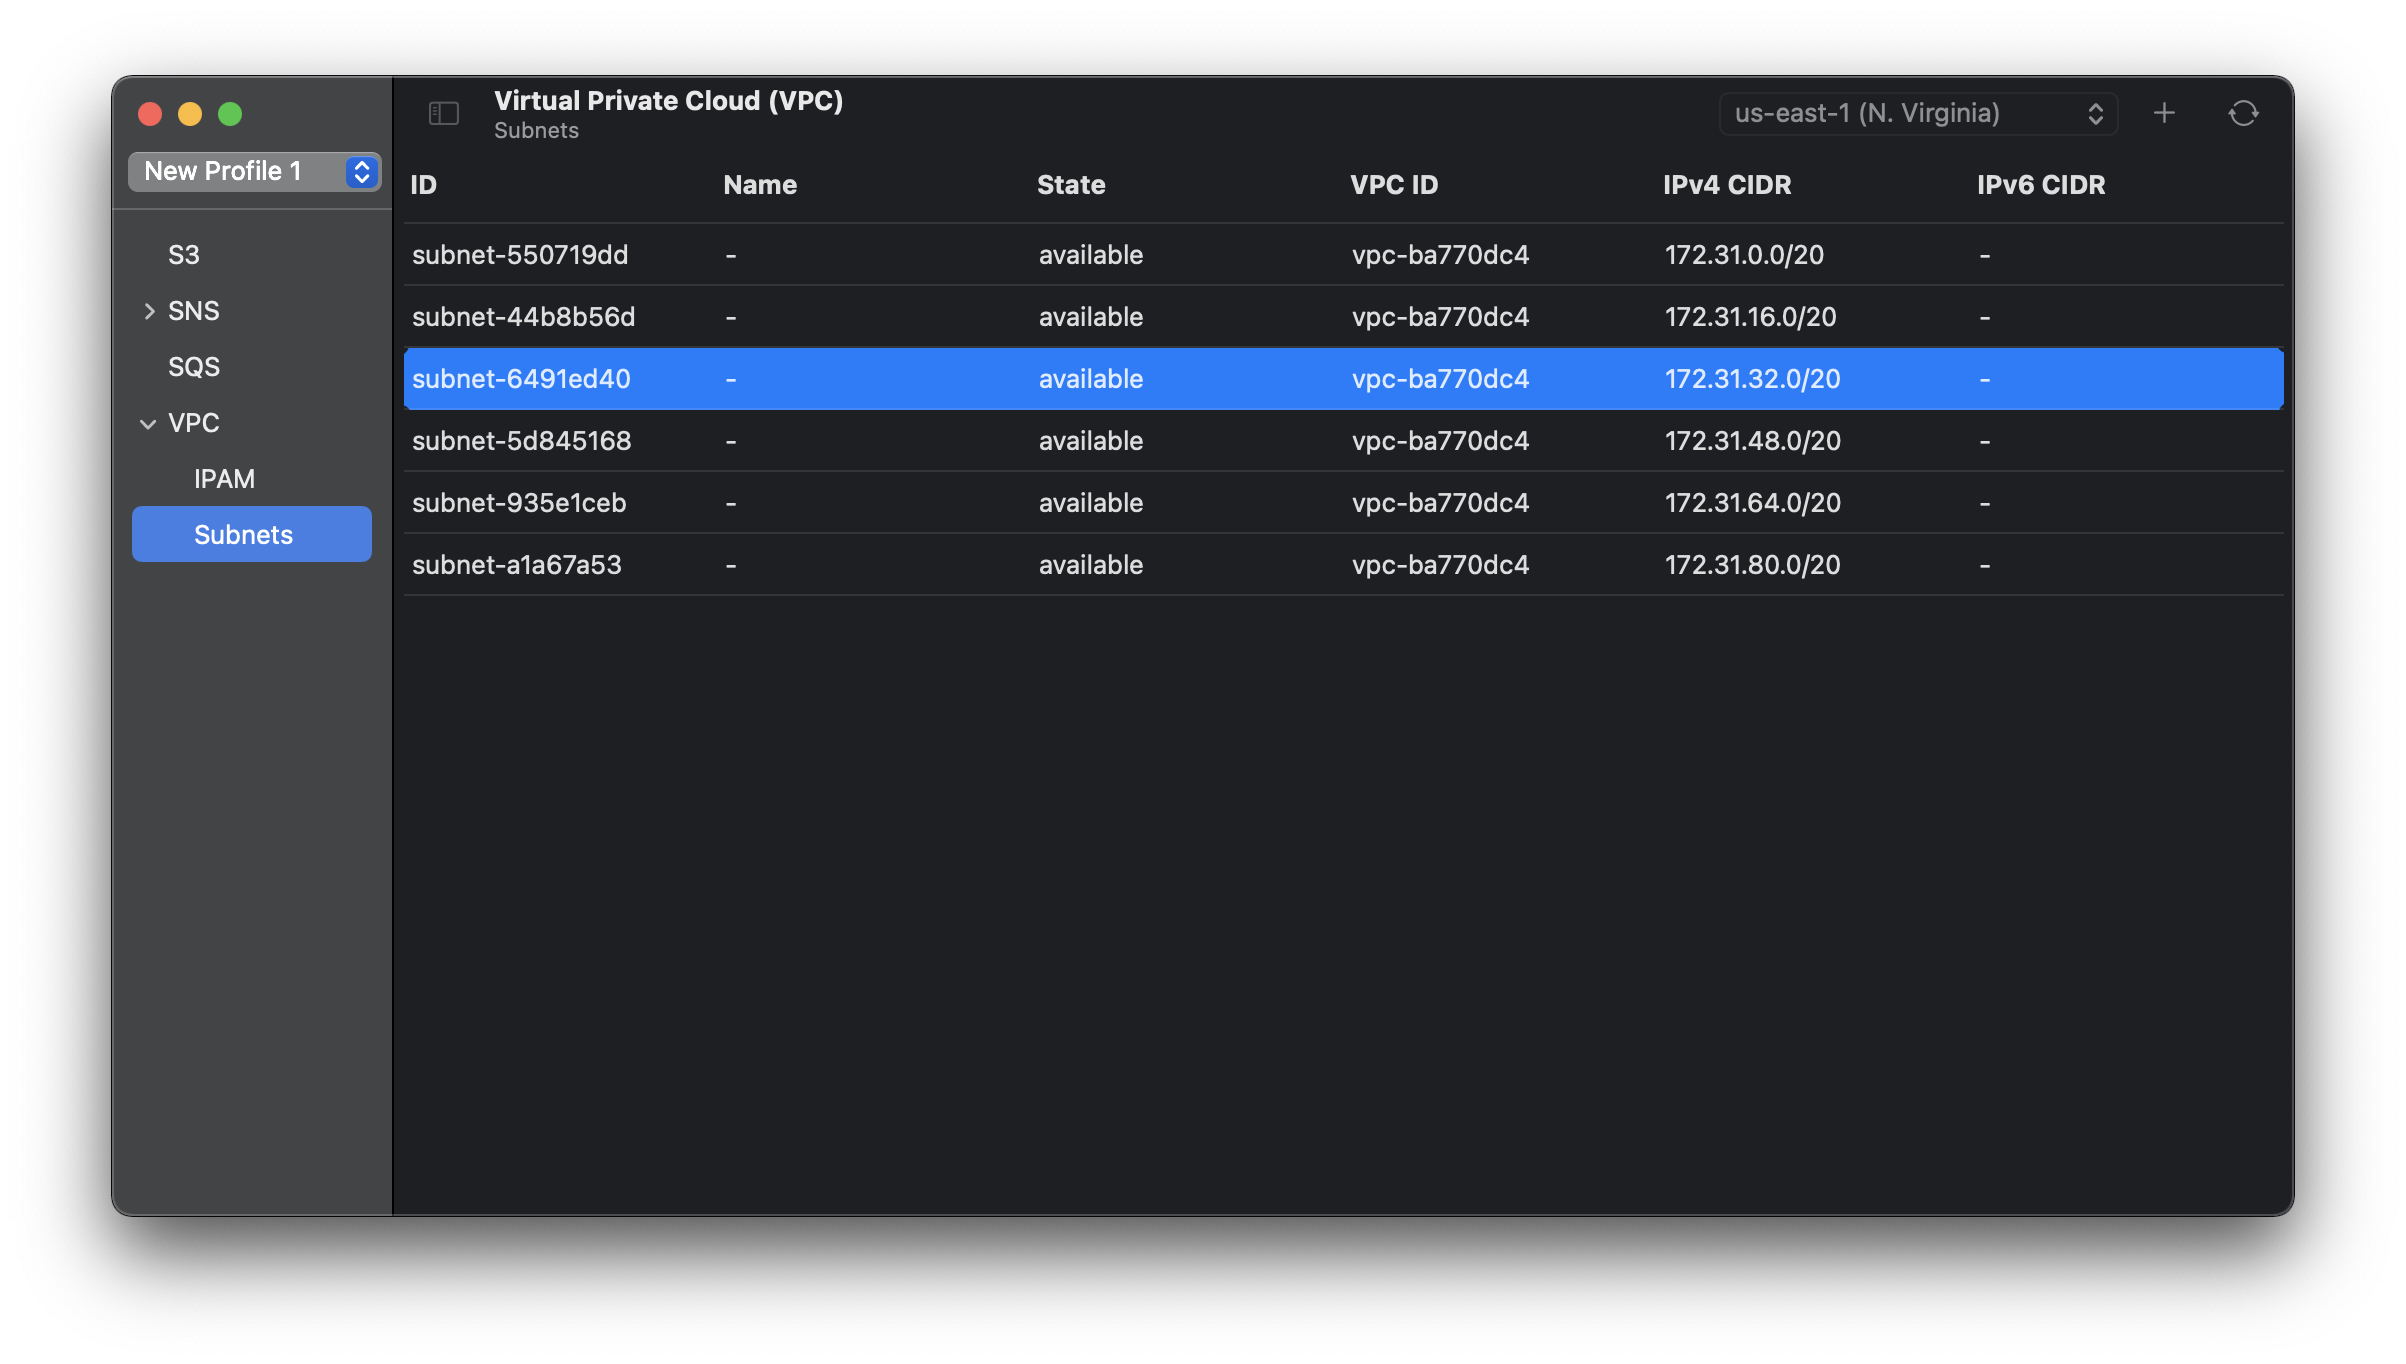 New Profile 1
S3
SNS
SQS
VPC
IPAM
Subnets
Virtual Private Cloud (VPC)
Subnets
us-east-1 (N. Virginia)
ID Name State VPC ID IPv4 CIDR IPv6 CIDR
subnet-550719dd - available vpc-ba770dc4 172.31.0.0/20 -
subnet-44b8b56d - available vpc-ba770dc4 172.31.16.0/20 -
subnet-6491ed40 - available vpc-ba770dc4 172.31.32.0/20 -
subnet-5d845168 - available vpc-ba770dc4 172.31.48.0/20 -
subnet-935e1ceb - available vpc-ba770dc4 172.31.64.0/20 -
subnet-a1a67a53 - available vpc-ba770dc4 172.31.80.0/20 -